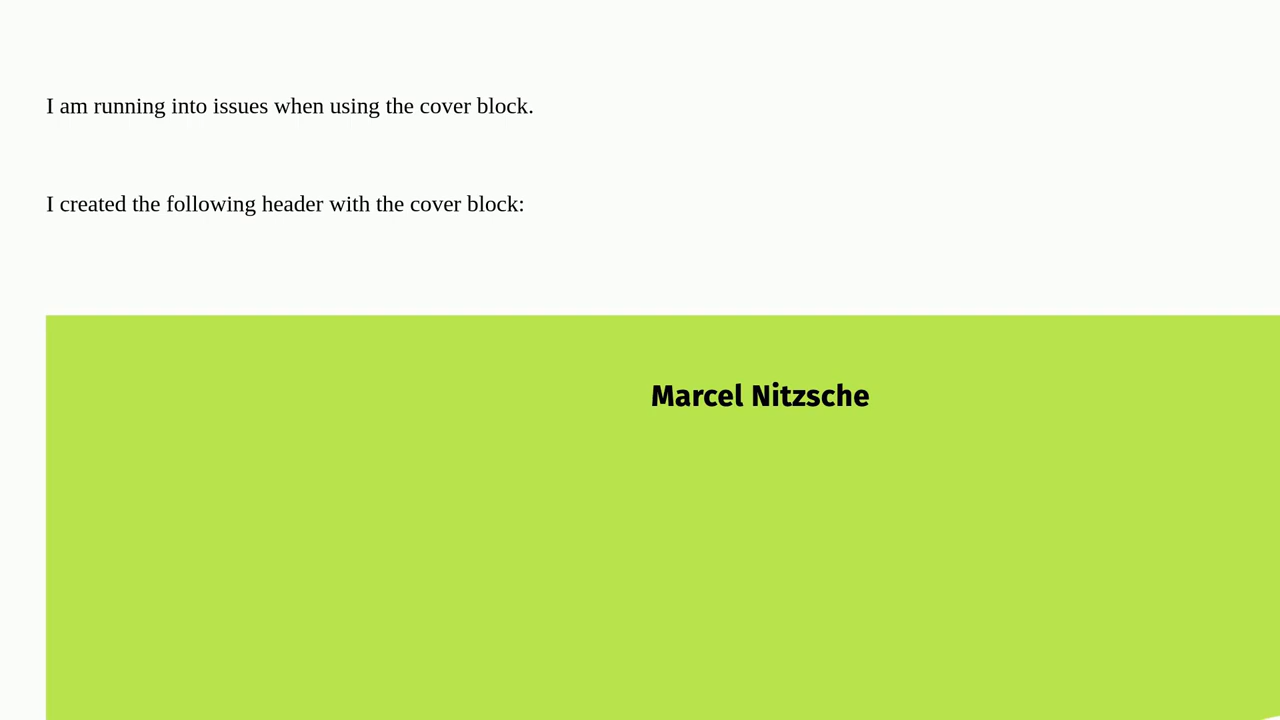 I am running into issues when using the cover block.
I created the following header with the cover block:
Marcel Nitzsche